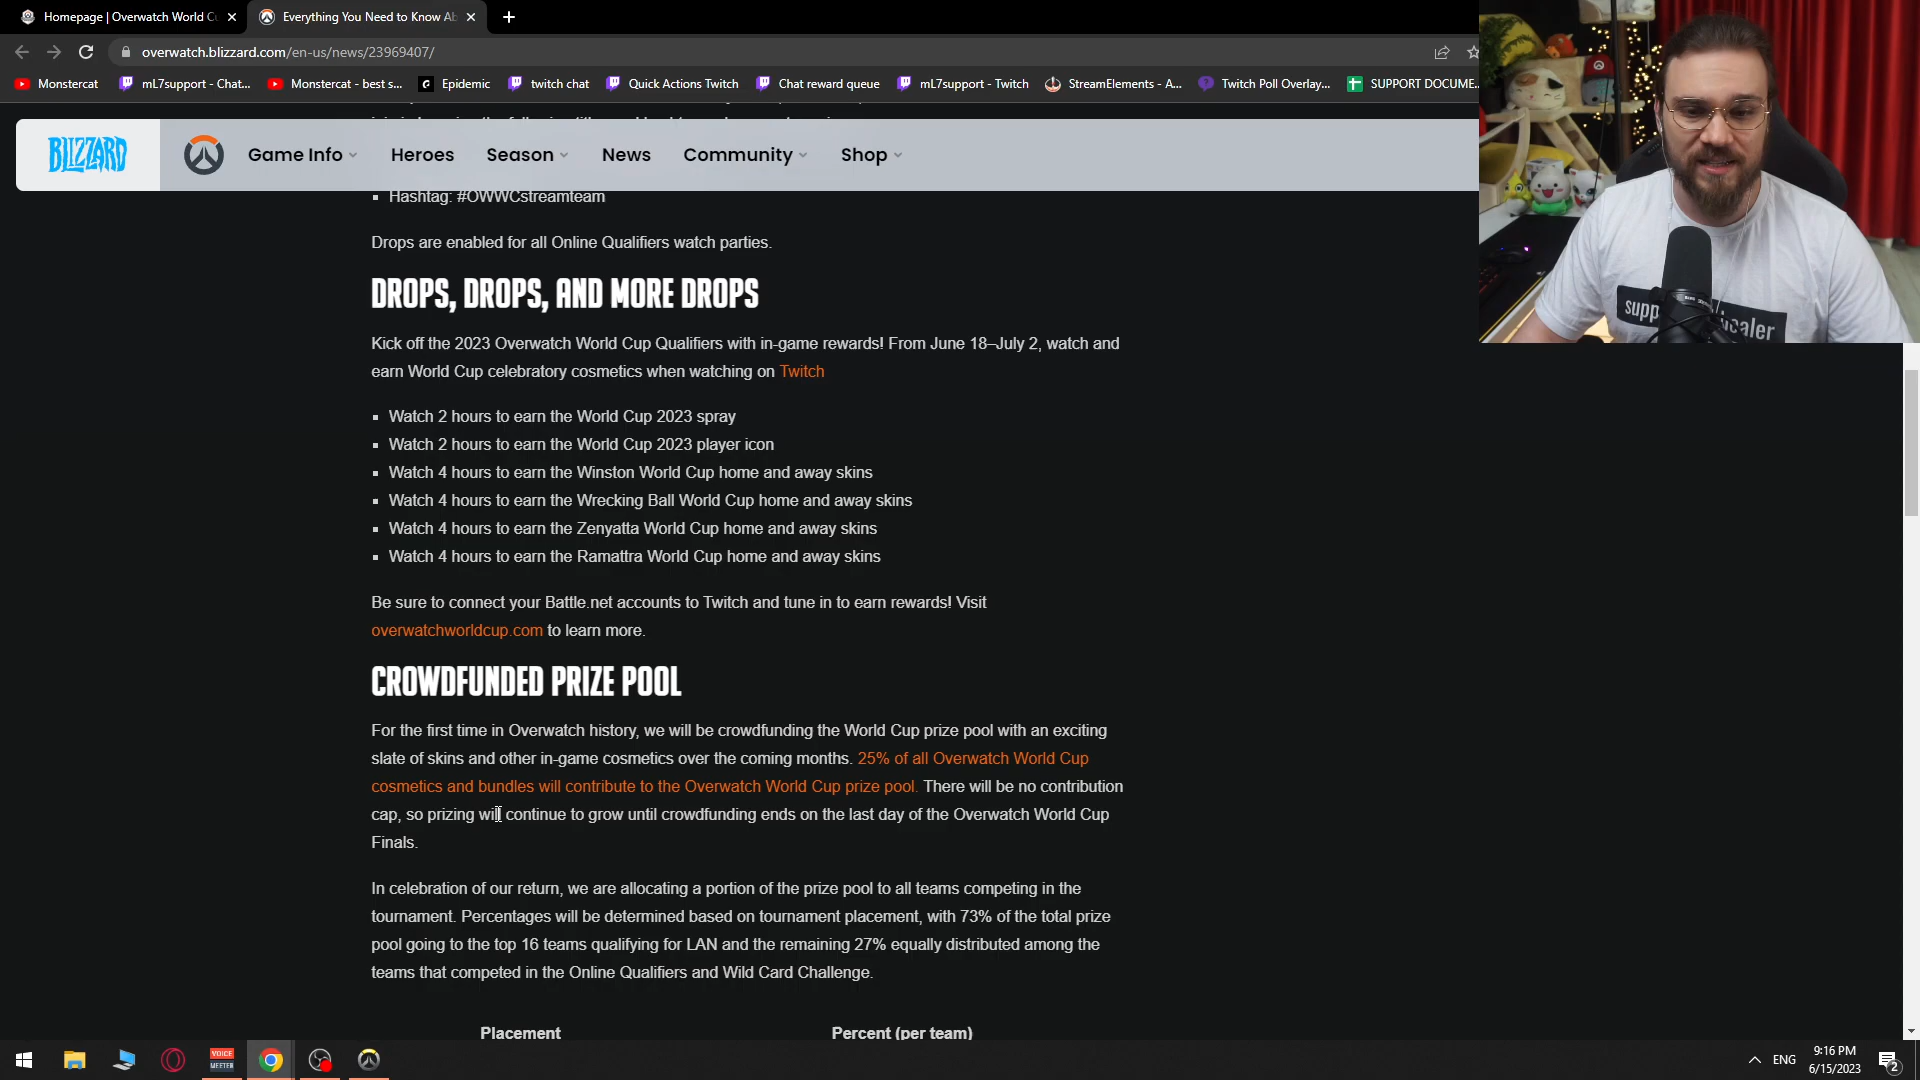 Homepage | Overwatch World Cu
Everything You Need to Know Ab
overwatch.blizzard.com/en-us/news/23969407/
Monstercat
mL7support - Chat...
Monstercat - best s...
Epidemic
twitch chat
Quick Actions Twitch
Chat reward queue
mL7support - Twitch
StreamElements - A...
Twitch Poll Overlay...
SUPPORT DOCUME...
BLIZZARD
Game Info
Heroes
Season
News
Community
Shop
Hashtag: #OWWCstreamteam
Drops are enabled for all Online Qualifiers watch parties.
DROPS, DROPS, AND MORE DROPS
Kick off the 2023 Overwatch World Cup Qualifiers with in-game rewards! From June 18–July 2, watch and
earn World Cup celebratory cosmetics when watching on Twitch
Watch 2 hours to earn the World Cup 2023 spray
Watch 2 hours to earn the World Cup 2023 player icon
Watch 4 hours to earn the Winston World Cup home and away skins
Watch 4 hours to earn the Wrecking Ball World Cup home and away skins
Watch 4 hours to earn the Zenyatta World Cup home and away skins
Watch 4 hours to earn the Ramattra World Cup home and away skins
Be sure to connect your Battle.net accounts to Twitch and tune in to earn rewards! Visit
overwatchworldcup.com to learn more.
CROWDFUNDED PRIZE POOL
For the first time in Overwatch history, we will be crowdfunding the World Cup prize pool with an exciting
slate of skins and other in-game cosmetics over the coming months. 25% of all Overwatch World Cup
cosmetics and bundles will contribute to the Overwatch World Cup prize pool. There will be no contribution
cap, so prizing will continue to grow until crowdfunding ends on the last day of the Overwatch World Cup
Finals.
In celebration of our return, we are allocating a portion of the prize pool to all teams competing in the
tournament. Percentages will be determined based on tournament placement, with 73% of the total prize
pool going to the top 16 teams qualifying for LAN and the remaining 27% equally distributed among the
teams that competed in the Online Qualifiers and Wild Card Challenge.
Placement
Percent (per team)
supp
healer
VOICE
MEETER
ENG
9:16 PM
6/15/2023
2